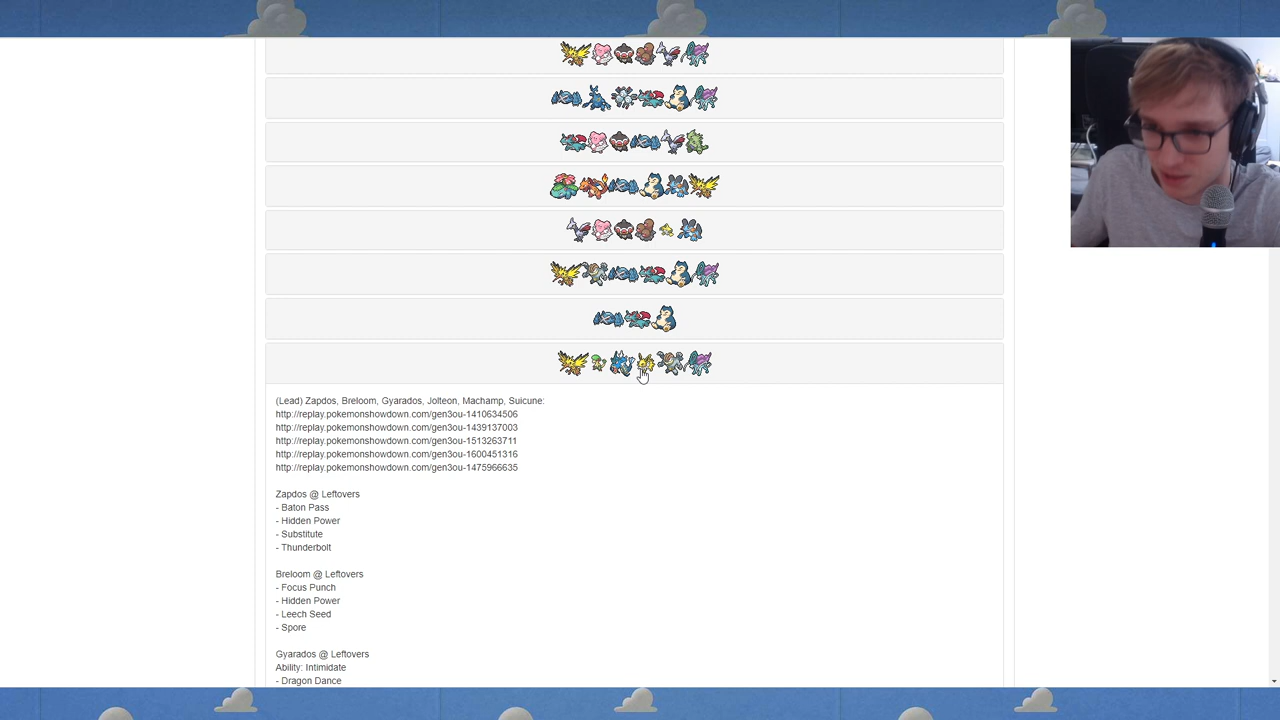 (Lead) Zapdos, Breloom, Gyarados, Jolteon, Machamp, Suicune:
http://replay.pokemonshowdown.com/gen3ou-1410634506
http://replay.pokemonshowdown.com/gen3ou-1439137003
http://replay.pokemonshowdown.com/gen3ou-1513263711
http://replay.pokemonshowdown.com/gen3ou-1600451316
http://replay.pokemonshowdown.com/gen3ou-1475966635
Zapdos @ Leftovers
- Baton Pass
- Hidden Power
- Substitute
- Thunderbolt
Breloom @ Leftovers
- Focus Punch
- Hidden Power
- Leech Seed
- Spore
Gyarados @ Leftovers
Ability: Intimidate
- Dragon Dance